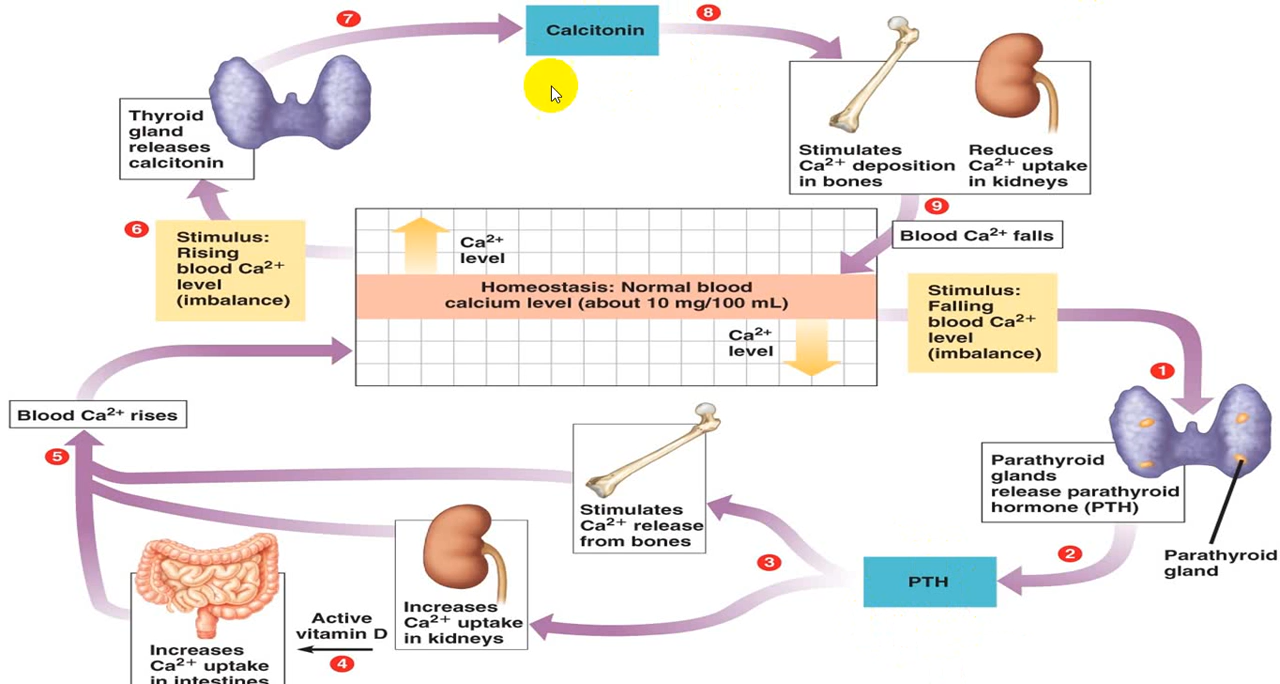 7
Calcitonin
8
Thyroid
gland
releases
calcitonin
Stimulates
Ca²⁺ deposition
in bones
Reduces
Ca²⁺ uptake
in kidneys
9
Blood Ca²⁺ falls
6
Stimulus:
Rising
blood Ca²⁺
level
(imbalance)
Ca²⁺
level
Homeostasis: Normal blood
calcium level (about 10 mg/100 mL)
Ca²⁺
level
Stimulus:
Falling
blood Ca²⁺
level
(imbalance)
1
Blood Ca²⁺ rises
5
Parathyroid
glands
release parathyroid
hormone (PTH)
Parathyroid
gland
2
PTH
3
Stimulates
Ca²⁺ release
from bones
Increases
Ca²⁺ uptake
in kidneys
Active
vitamin D
4
Increases
Ca²⁺ uptake
in intestines